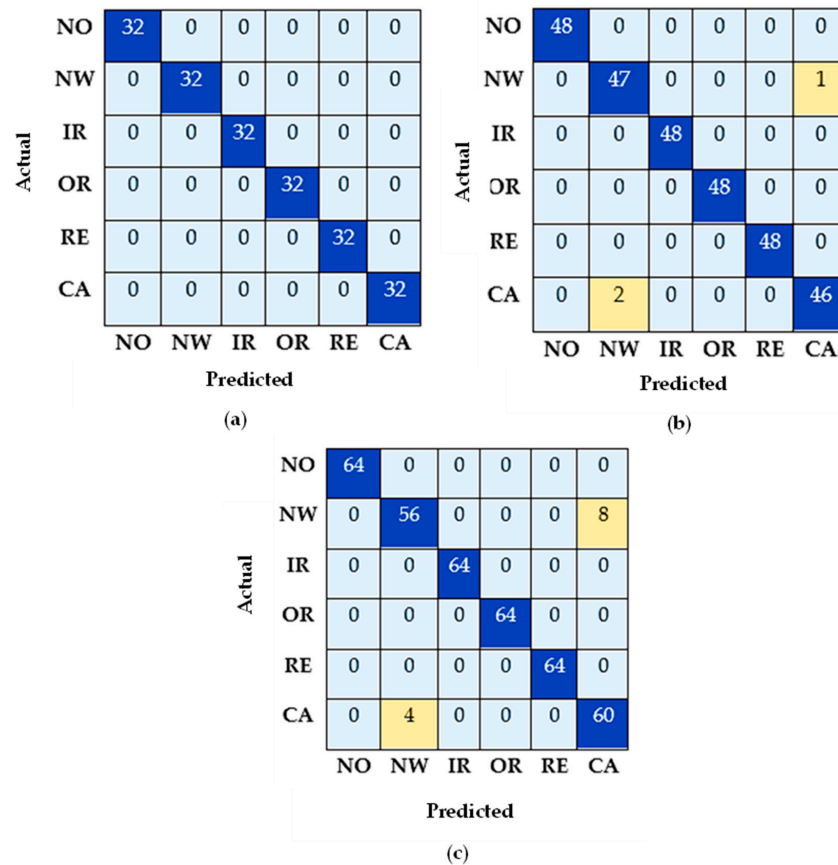 NO 32 0 0 0 0 0
NW 0 32 0 0 0 0
IR 0 0 32 0 0 0
OR 0 0 0 32 0 0
RE 0 0 0 0 32 0
CA 0 0 0 0 0 32
NO NW IR OR RE CA
Actual
Predicted
(a)
NO 48 0 0 0 0 0
NW 0 47 0 0 0 1
IR 0 0 48 0 0 0
OR 0 0 0 48 0 0
RE 0 0 0 0 48 0
CA 0 2 0 0 0 46
NO NW IR OR RE CA
Actual
Predicted
(b)
NO 64 0 0 0 0 0
NW 0 56 0 0 0 8
IR 0 0 64 0 0 0
OR 0 0 0 64 0 0
RE 0 0 0 0 64 0
CA 0 4 0 0 0 60
NO NW IR OR RE CA
Actual
Predicted
(c)